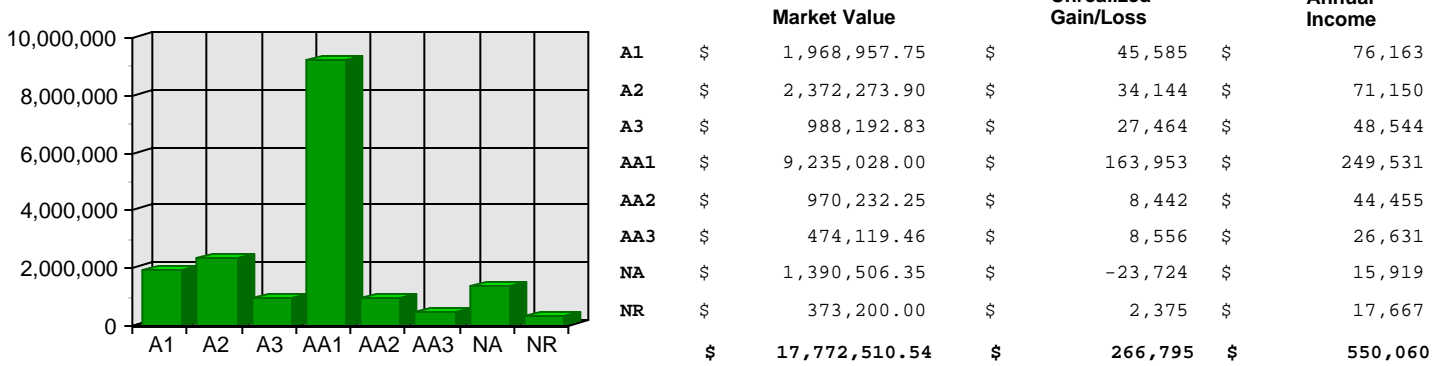 10,000,000
8,000,000
6,000,000
4,000,000
2,000,000
0
A1 A2 A3 AA1 AA2 AA3 NA NR
Market Value Gain/Loss Income
A1 $ 1,968,957.75 $ 45,585 $ 76,163
A2 $ 2,372,273.90 $ 34,144 $ 71,150
A3 $ 988,192.83 $ 27,464 $ 48,544
AA1 $ 9,235,028.00 $ 163,953 $ 249,531
AA2 $ 970,232.25 $ 8,442 $ 44,455
AA3 $ 474,119.46 $ 8,556 $ 26,631
NA $ 1,390,506.35 $ -23,724 $ 15,919
NR $ 373,200.00 $ 2,375 $ 17,667
$ 17,772,510.54 $ 266,795 $ 550,060